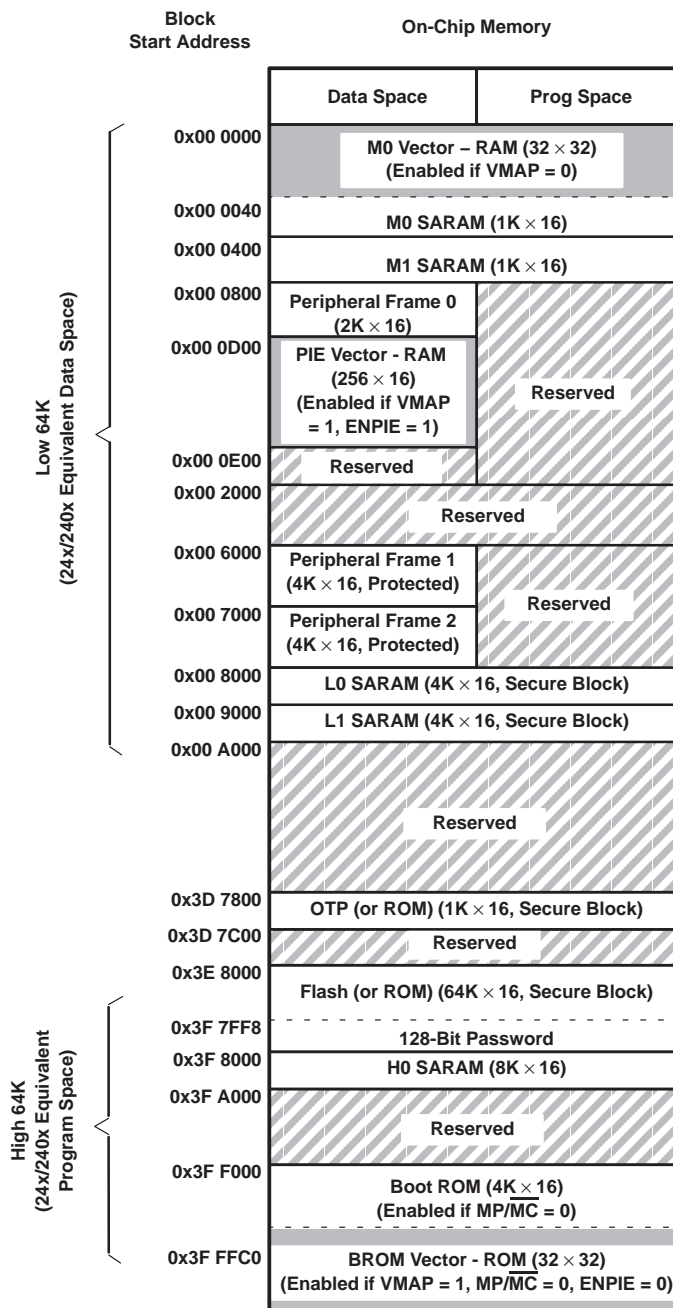 Block
Start Address
On-Chip Memory
Data Space
Prog Space
0x00 0000
M0 Vector – RAM (32 × 32)
(Enabled if VMAP = 0)
0x00 0040
M0 SARAM (1K × 16)
0x00 0400
M1 SARAM (1K × 16)
0x00 0800
Peripheral Frame 0
(2K × 16)
0x00 0D00
PIE Vector - RAM
(256 × 16)
(Enabled if VMAP
= 1, ENPIE = 1)
Reserved
0x00 0E00
Reserved
0x00 2000
Reserved
Low 64K
(24x/240x Equivalent Data Space)
0x00 6000
Peripheral Frame 1
(4K × 16, Protected)
Reserved
0x00 7000
Peripheral Frame 2
(4K × 16, Protected)
0x00 8000
L0 SARAM (4K × 16, Secure Block)
0x00 9000
L1 SARAM (4K × 16, Secure Block)
0x00 A000
Reserved
0x3D 7800
OTP (or ROM) (1K × 16, Secure Block)
0x3D 7C00
Reserved
0x3E 8000
Flash (or ROM) (64K × 16, Secure Block)
0x3F 7FF8
128-Bit Password
0x3F 8000
H0 SARAM (8K × 16)
0x3F A000
Reserved
High 64K
(24x/240x Equivalent
Program Space)
0x3F F000
Boot ROM (4K × 16)
(Enabled if MP/M̅C̅ = 0)
0x3F FFC0
BROM Vector - ROM (32 × 32)
(Enabled if VMAP = 1, MP/M̅C̅ = 0, ENPIE = 0)